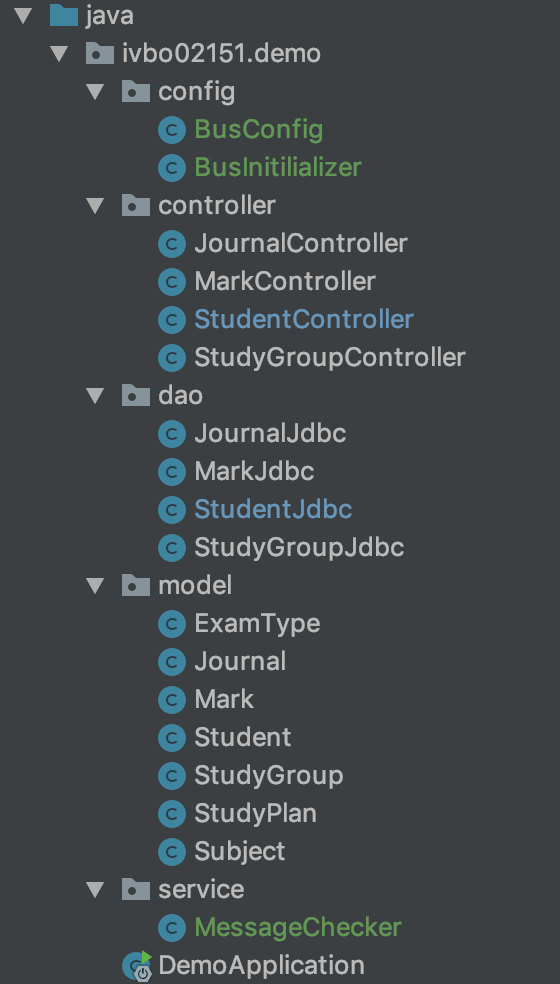 java
ivbo02151.demo
config
BusConfig
BusInitilializer
controller
JournalController
MarkController
StudentController
StudyGroupController
dao
JournalJdbc
MarkJdbc
StudentJdbc
StudyGroupJdbc
model
ExamType
Journal
Mark
Student
StudyGroup
StudyPlan
Subject
service
MessageChecker
DemoApplication